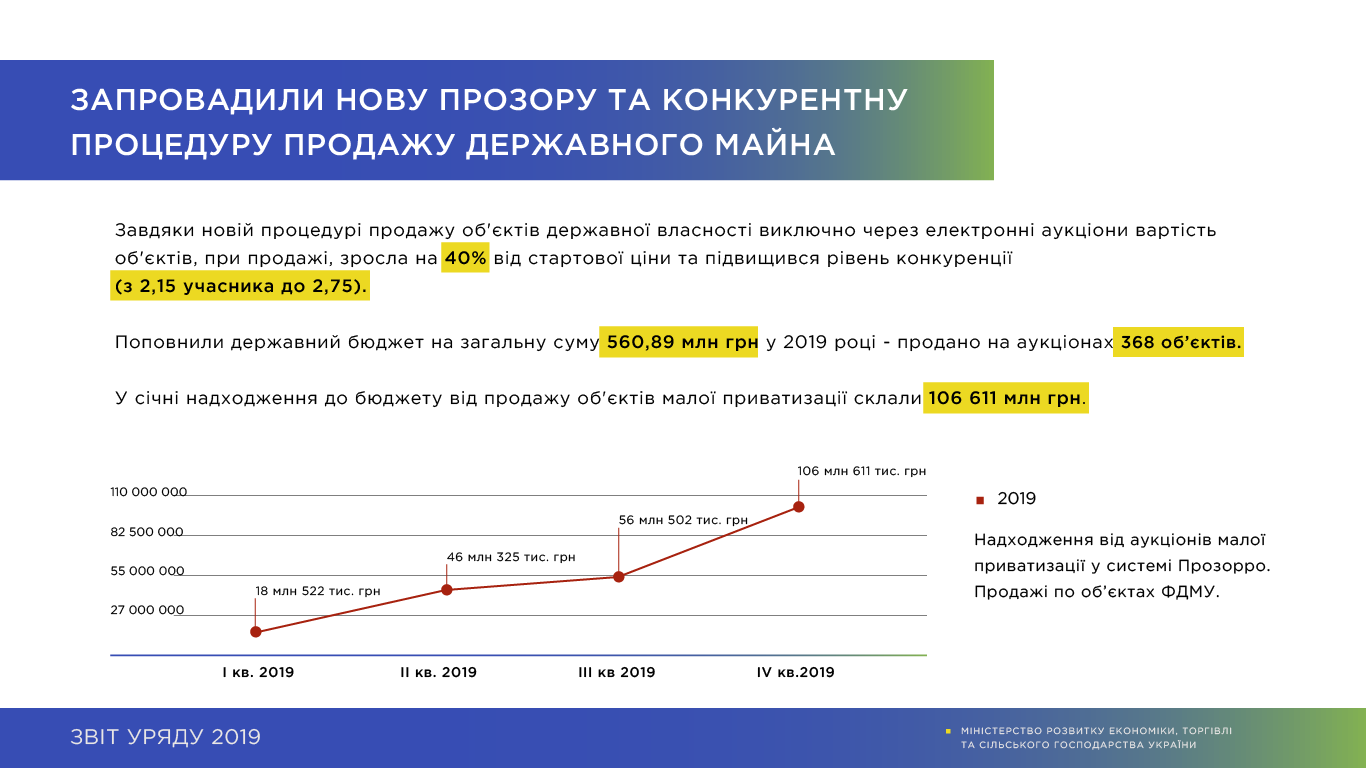 ЗАПРОВАДИЛИ НОВУ ПРОЗОРУ ТА КОНКУРЕНТНУ
ПРОЦЕДУРУ ПРОДАЖУ ДЕРЖАВНОГО МАЙНА
Завдяки новій процедурі продажу об'єктів державної власності виключно через електронні аукціони вартість
об'єктів, при продажі, зросла на 40% від стартової ціни та підвищився рівень конкуренції
(з 2,15 учасника до 2,75).
Поповнили державний бюджет на загальну суму 560,89 млн грн у 2019 році - продано на аукціонах 368 об’єктів.
У січні надходження до бюджету від продажу об'єктів малої приватизації склали 106 611 млн грн.
106 млн 611 тис. грн
110 000 000
56 млн 502 тис. грн
82 500 000
46 млн 325 тис. грн
55 000 000
18 млн 522 тис. грн
27 000 000
I кв. 2019
II кв. 2019
III кв 2019
IV кв.2019
2019
Надходження від аукціонів малої
приватизації у системі Прозорро.
Продажі по об’єктах ФДМУ.
ЗВІТ УРЯДУ 2019
МІНІСТЕРСТВО РОЗВИТКУ ЕКОНОМІКИ, ТОРГІВЛІ
ТА СІЛЬСЬКОГО ГОСПОДАРСТВА УКРАЇНИ